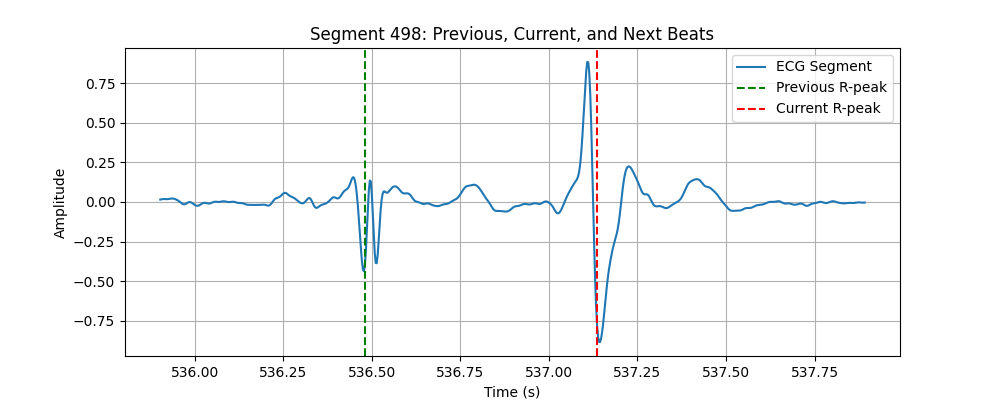 Segment 498: Previous, Current, and Next Beats
ECG Segment
Previous R-peak
Current R-peak
0.75
0.50
0.25
0.00
−0.25
−0.50
−0.75
Amplitude
536.00 536.25 536.50 536.75 537.00 537.25 537.50 537.75
Time (s)